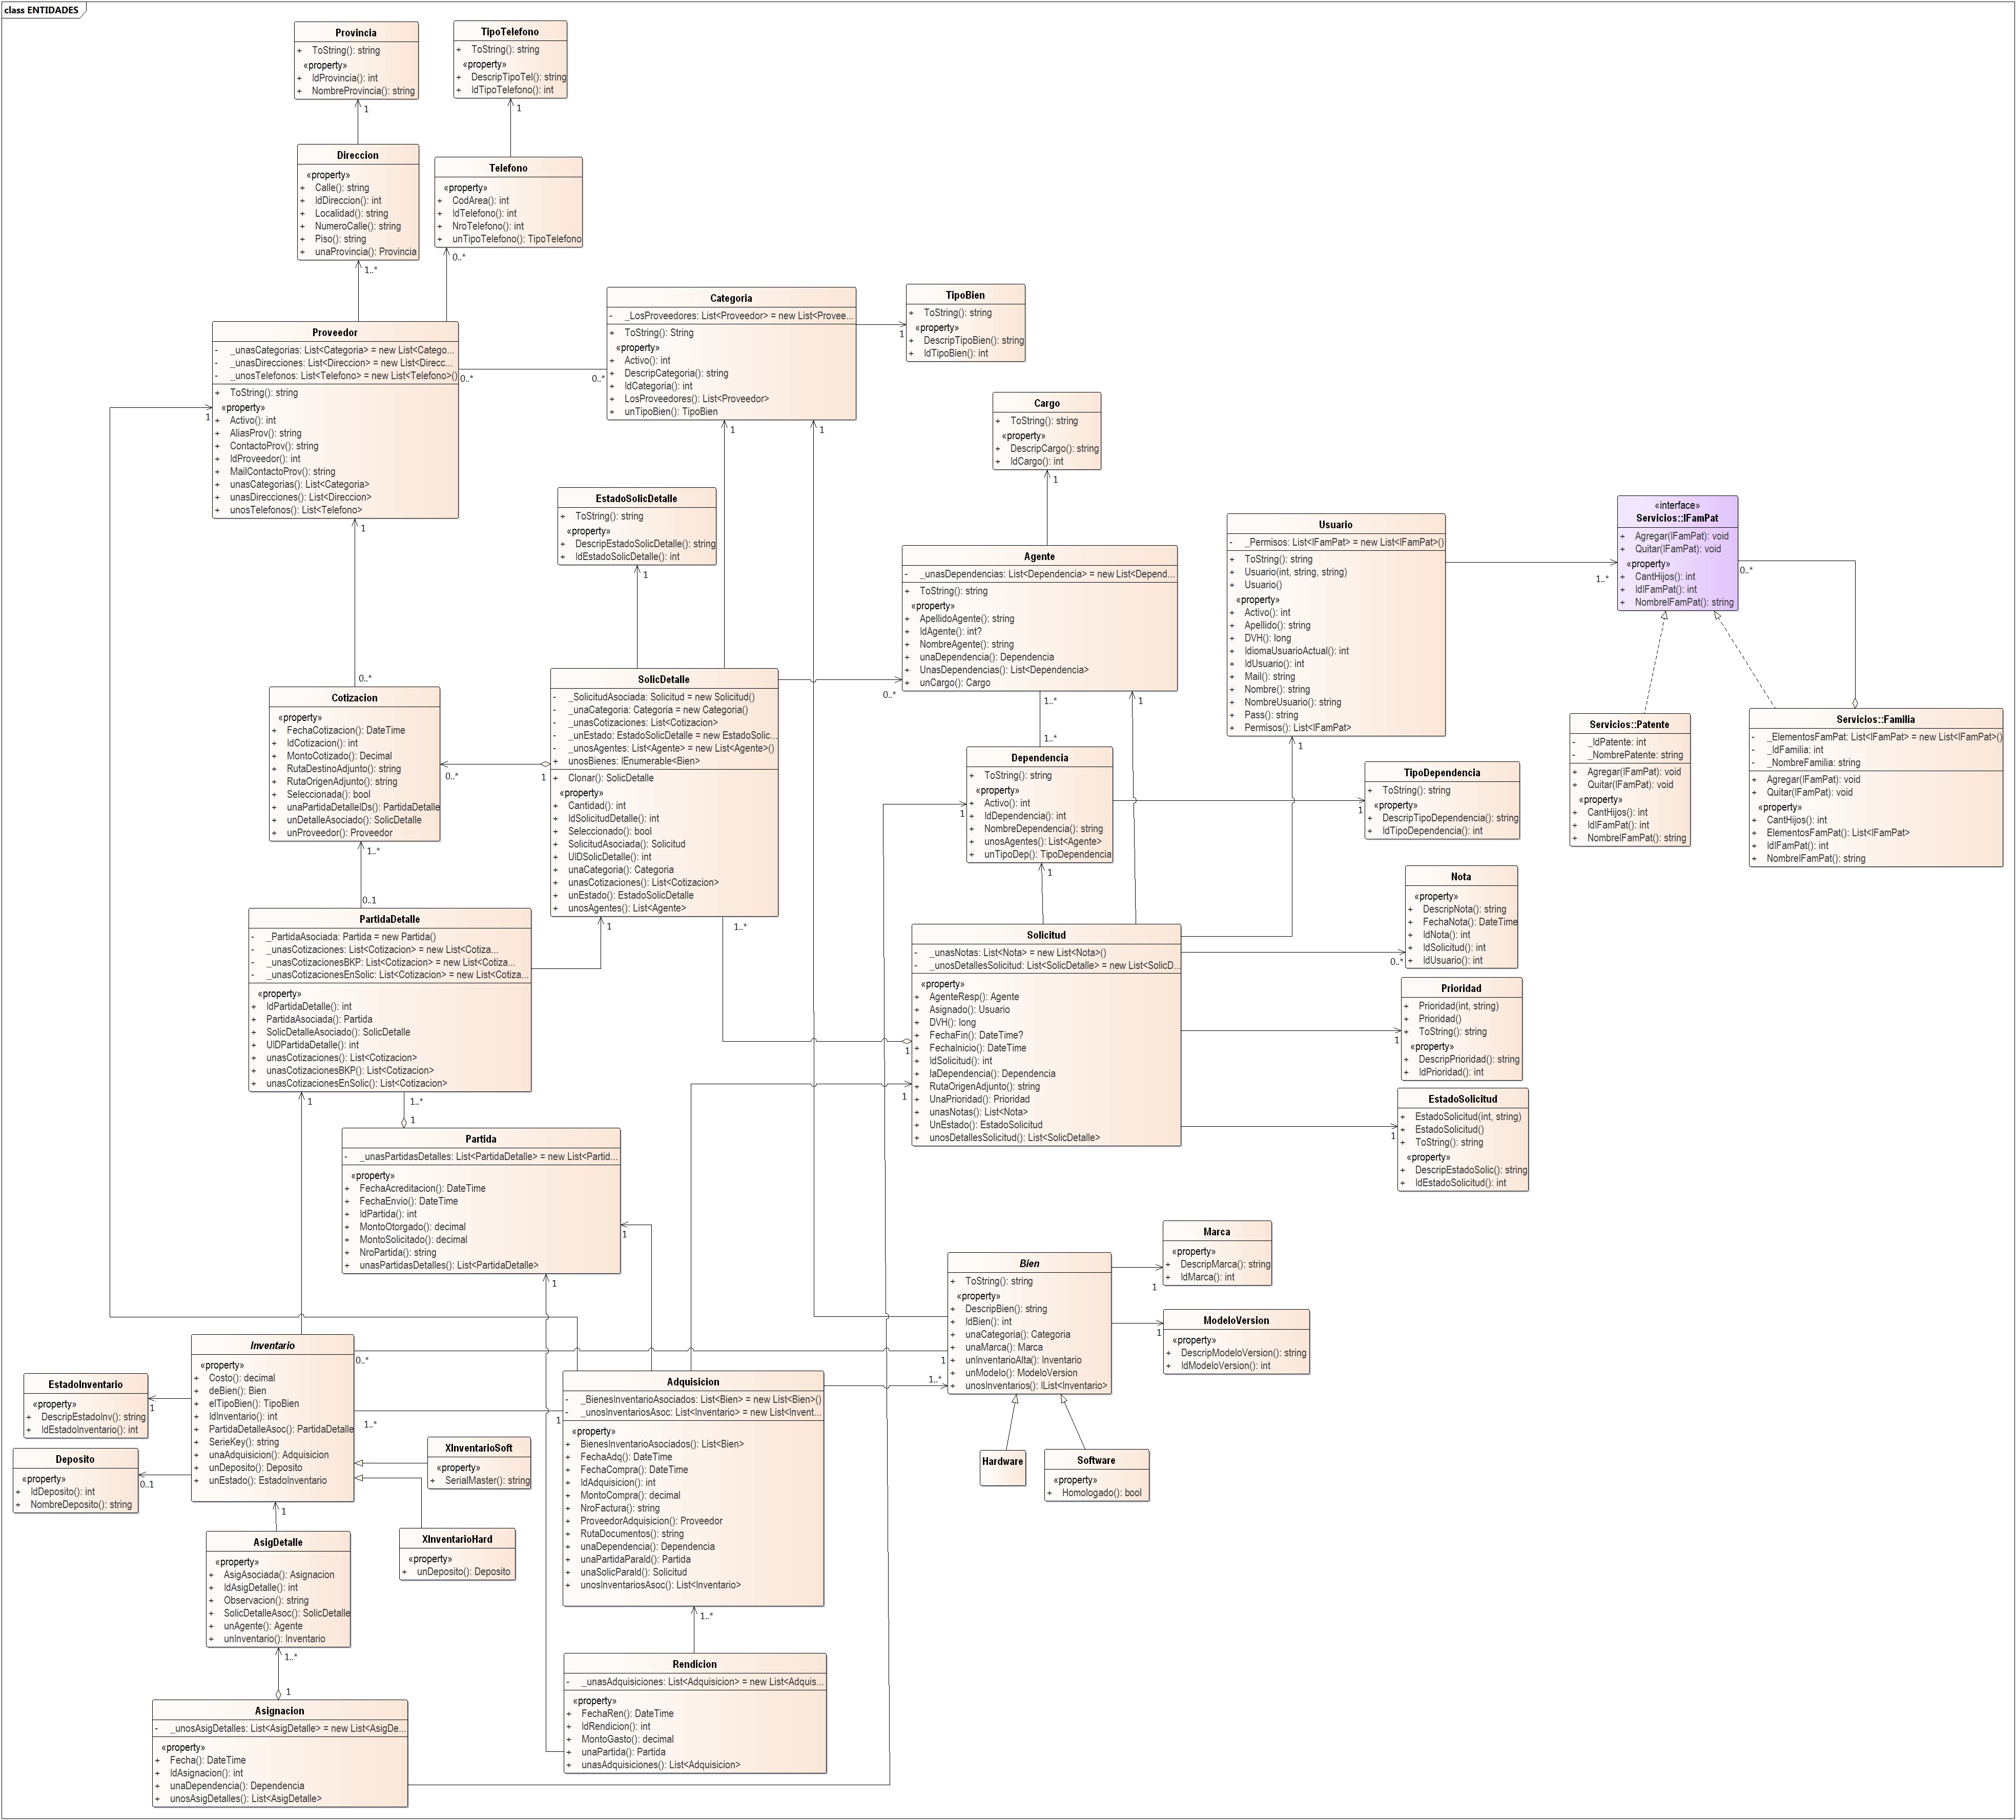 class ENTIDADES
Provincia
+ ToString(): string
«property»
+ IdProvincia(): int
+ NombreProvincia(): string
1
TipoTelefono
+ ToString(): string
«property»
+ DescripTipoTel(): string
+ IdTipoTelefono(): int
1
Direccion
«property»
+ Calle(): string
+ IdDireccion(): int
+ Localidad(): string
+ NumeroCalle(): string
+ Piso(): string
+ unaProvincia(): Provincia
1..*
Telefono
«property»
+ CodArea(): int
+ IdTelefono(): int
+ NroTelefono(): int
+ unTipoTelefono(): TipoTelefono
0..*
Proveedor
- _unasCategorias: List<Categoria> = new List<Catego...
- _unasDirecciones: List<Direccion> = new List<Direcc...
- _unosTelefonos: List<Telefono> = new List<Telefono>()
+ ToString(): string
«property»
+ Activo(): int
+ AliasProv(): string
+ ContactoProv(): string
+ IdProveedor(): int
+ MailContactoProv(): string
+ unasCategorias(): List<Categoria>
+ unasDirecciones(): List<Direccion>
+ unosTelefonos(): List<Telefono>
0..*
0..*
1
1
Categoria
- _LosProveedores: List<Proveedor> = new List<Provee...
+ ToString(): String
«property»
+ Activo(): int
+ DescripCategoria(): string
+ IdCategoria(): int
+ LosProveedores(): List<Proveedor>
+ unTipoBien(): TipoBien
1
1
TipoBien
+ ToString(): string
«property»
+ DescripTipoBien(): string
+ IdTipoBien(): int
1
Cargo
+ ToString(): string
«property»
+ DescripCargo(): string
+ IdCargo(): int
1
EstadoSolicDetalle
+ ToString(): string
«property»
+ DescripEstadoSolicDetalle(): string
+ IdEstadoSolicDetalle(): int
1
Agente
- _unasDependencias: List<Dependencia> = new List<Depend...
+ ToString(): string
«property»
+ ApellidoAgente(): string
+ IdAgente(): int?
+ NombreAgente(): string
+ unaDependencia(): Dependencia
+ UnasDependencias(): List<Dependencia>
+ unCargo(): Cargo
0..*
1..*
1
Usuario
- _Permisos: List<IFamPat> = new List<IFamPat>()
+ ToString(): string
+ Usuario(int, string, string)
+ Usuario()
«property»
+ Activo(): int
+ Apellido(): string
+ DVH(): long
+ IdiomaUsuarioActual(): int
+ IdUsuario(): int
+ Mail(): string
+ Nombre(): string
+ NombreUsuario(): string
+ Pass(): string
+ Permisos(): List<IFamPat>
1
«interface»
Servicios::IFamPat
+ Agregar(IFamPat): void
+ Quitar(IFamPat): void
«property»
+ CantHijos(): int
+ IdIFamPat(): int
+ NombreIFamPat(): string
1..*
0..*
Servicios::Patente
- _IdPatente: int
- _NombrePatente: string
+ Agregar(IFamPat): void
+ Quitar(IFamPat): void
«property»
+ CantHijos(): int
+ IdIFamPat(): int
+ NombreIFamPat(): string
Servicios::Familia
- _ElementosFamPat: List<IFamPat> = new List<IFamPat>()
- _IdFamilia: int
- _NombreFamilia: string
+ Agregar(IFamPat): void
+ Quitar(IFamPat): void
«property»
+ CantHijos(): int
+ ElementosFamPat(): List<IFamPat>
+ IdIFamPat(): int
+ NombreIFamPat(): string
0..*
Cotizacion
«property»
+ FechaCotizacion(): DateTime
+ IdCotizacion(): int
+ MontoCotizado(): Decimal
+ RutaDestinoAdjunto(): string
+ RutaOrigenAdjunto(): string
+ Seleccionada(): bool
+ unaPartidaDetalleIDs(): PartidaDetalle
+ unDetalleAsociado(): SolicDetalle
+ unProveedor(): Proveedor
0..*
1..*
SolicDetalle
- _SolicitudAsociada: Solicitud = new Solicitud()
- _unaCategoria: Categoria = new Categoria()
- _unasCotizaciones: List<Cotizacion>
- _unEstado: EstadoSolicDetalle = new EstadoSolic...
- _unosAgentes: List<Agente> = new List<Agente>()
+ unosBienes: IEnumerable<Bien>
+ Clonar(): SolicDetalle
«property»
+ Cantidad(): int
+ IdSolicitudDetalle(): int
+ Seleccionado(): bool
+ SolicitudAsociada(): Solicitud
+ UIDSolicDetalle(): int
+ unaCategoria(): Categoria
+ unasCotizaciones(): List<Cotizacion>
+ unEstado(): EstadoSolicDetalle
+ unosAgentes(): List<Agente>
1
1
1..*
1..*
Dependencia
+ ToString(): string
«property»
+ Activo(): int
+ IdDependencia(): int
+ NombreDependencia(): string
+ unosAgentes(): List<Agente>
+ unTipoDep(): TipoDependencia
1
1
TipoDependencia
+ ToString(): string
«property»
+ DescripTipoDependencia(): string
+ IdTipoDependencia(): int
1
Nota
«property»
+ DescripNota(): string
+ FechaNota(): DateTime
+ IdNota(): int
+ IdSolicitud(): int
+ IdUsuario(): int
0..*
0..1
PartidaDetalle
- _PartidaAsociada: Partida = new Partida()
- _unasCotizaciones: List<Cotizacion> = new List<Cotiza...
- _unasCotizacionesBKP: List<Cotizacion> = new List<Cotiza...
- _unasCotizacionesEnSolic: List<Cotizacion> = new List<Cotiza...
«property»
+ IdPartidaDetalle(): int
+ PartidaAsociada(): Partida
+ SolicDetalleAsociado(): SolicDetalle
+ UIDPartidaDetalle(): int
+ unasCotizaciones(): List<Cotizacion>
+ unasCotizacionesBKP(): List<Cotizacion>
+ unasCotizacionesEnSolic(): List<Cotizacion>
1
1..*
Solicitud
- _unasNotas: List<Nota> = new List<Nota>()
- _unosDetallesSolicitud: List<SolicDetalle> = new List<SolicD...
«property»
+ AgenteResp(): Agente
+ Asignado(): Usuario
+ DVH(): long
+ FechaFin(): DateTime?
+ FechaInicio(): DateTime
+ IdSolicitud(): int
+ laDependencia(): Dependencia
+ RutaOrigenAdjunto(): string
+ UnaPrioridad(): Prioridad
+ unasNotas(): List<Nota>
+ UnEstado(): EstadoSolicitud
+ unosDetallesSolicitud(): List<SolicDetalle>
1
1
Prioridad
+ Prioridad(int, string)
+ Prioridad()
+ ToString(): string
«property»
+ DescripPrioridad(): string
+ IdPrioridad(): int
1
EstadoSolicitud
+ EstadoSolicitud(int, string)
+ EstadoSolicitud()
+ ToString(): string
«property»
+ DescripEstadoSolic(): string
+ IdEstadoSolicitud(): int
1
1
Partida
- _unasPartidasDetalles: List<PartidaDetalle> = new List<Partid...
«property»
+ FechaAcreditacion(): DateTime
+ FechaEnvio(): DateTime
+ IdPartida(): int
+ MontoOtorgado(): decimal
+ MontoSolicitado(): decimal
+ NroPartida(): string
+ unasPartidasDetalles(): List<PartidaDetalle>
1
1
Bien
+ ToString(): string
«property»
+ DescripBien(): string
+ IdBien(): int
+ unaCategoria(): Categoria
+ unaMarca(): Marca
+ unInventarioAlta(): Inventario
+ unModelo(): ModeloVersion
+ unosInventarios(): IList<Inventario>
1
1..*
Marca
«property»
+ DescripMarca(): string
+ IdMarca(): int
1
ModeloVersion
«property»
+ DescripModeloVersion(): string
+ IdModeloVersion(): int
1
Hardware
Software
«property»
+ Homologado(): bool
Inventario
«property»
+ Costo(): decimal
+ deBien(): Bien
+ elTipoBien(): TipoBien
+ IdInventario(): int
+ PartidaDetalleAsoc(): PartidaDetalle
+ SerieKey(): string
+ unaAdquisicion(): Adquisicion
+ unDeposito(): Deposito
+ unEstado(): EstadoInventario
0..*
1..*
1
EstadoInventario
«property»
+ DescripEstadoInv(): string
+ IdEstadoInventario(): int
1
Deposito
«property»
+ IdDeposito(): int
+ NombreDeposito(): string
0..1
XInventarioSoft
«property»
+ SerialMaster(): string
XInventarioHard
«property»
+ unDeposito(): Deposito
Adquisicion
- _BienesInventarioAsociados: List<Bien> = new List<Bien>()
- _unosInventariosAsoc: List<Inventario> = new List<Invent...
«property»
+ BienesInventarioAsociados(): List<Bien>
+ FechaAdq(): DateTime
+ FechaCompra(): DateTime
+ IdAdquisicion(): int
+ MontoCompra(): decimal
+ NroFactura(): string
+ ProveedorAdquisicion(): Proveedor
+ RutaDocumentos(): string
+ unaDependencia(): Dependencia
+ unaPartidaParaId(): Partida
+ unaSolicParaId(): Solicitud
+ unosInventariosAsoc(): List<Inventario>
1
1..*
AsigDetalle
«property»
+ AsigAsociada(): Asignacion
+ IdAsigDetalle(): int
+ Observacion(): string
+ SolicDetalleAsoc(): SolicDetalle
+ unAgente(): Agente
+ unInventario(): Inventario
1..*
1
Asignacion
- _unosAsigDetalles: List<AsigDetalle> = new List<AsigDe...
«property»
+ Fecha(): DateTime
+ IdAsignacion(): int
+ unaDependencia(): Dependencia
+ unosAsigDetalles(): List<AsigDetalle>
Rendicion
- _unasAdquisiciones: List<Adquisicion> = new List<Adquis...
«property»
+ FechaRen(): DateTime
+ IdRendicion(): int
+ MontoGasto(): decimal
+ unaPartida(): Partida
+ unasAdquisiciones(): List<Adquisicion>